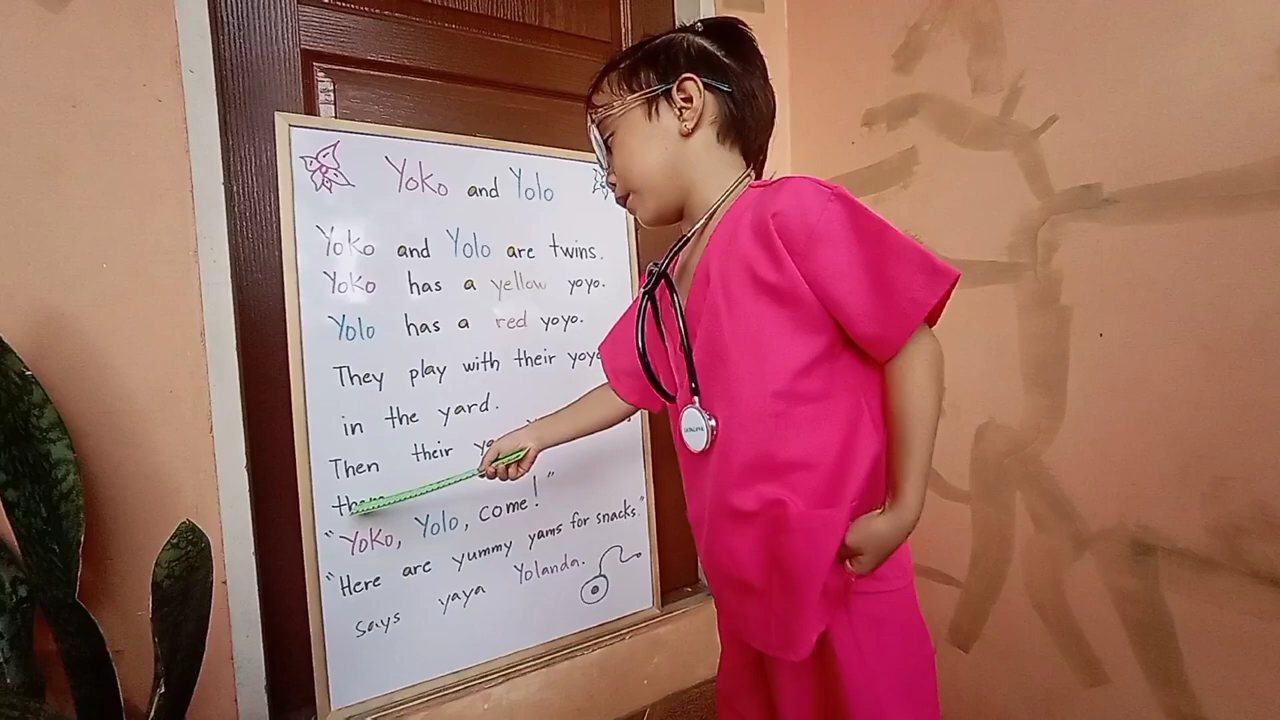 Yoko and Yolo
Yoko and Yolo are twins.
Yoko has a yellow yoyo.
Yolo has a red yoyo.
They play with their
in the yard.
Then their
"Yoko, Yolo, come!"
"Here are yummy yams for snacks."
says yaya Yolanda.